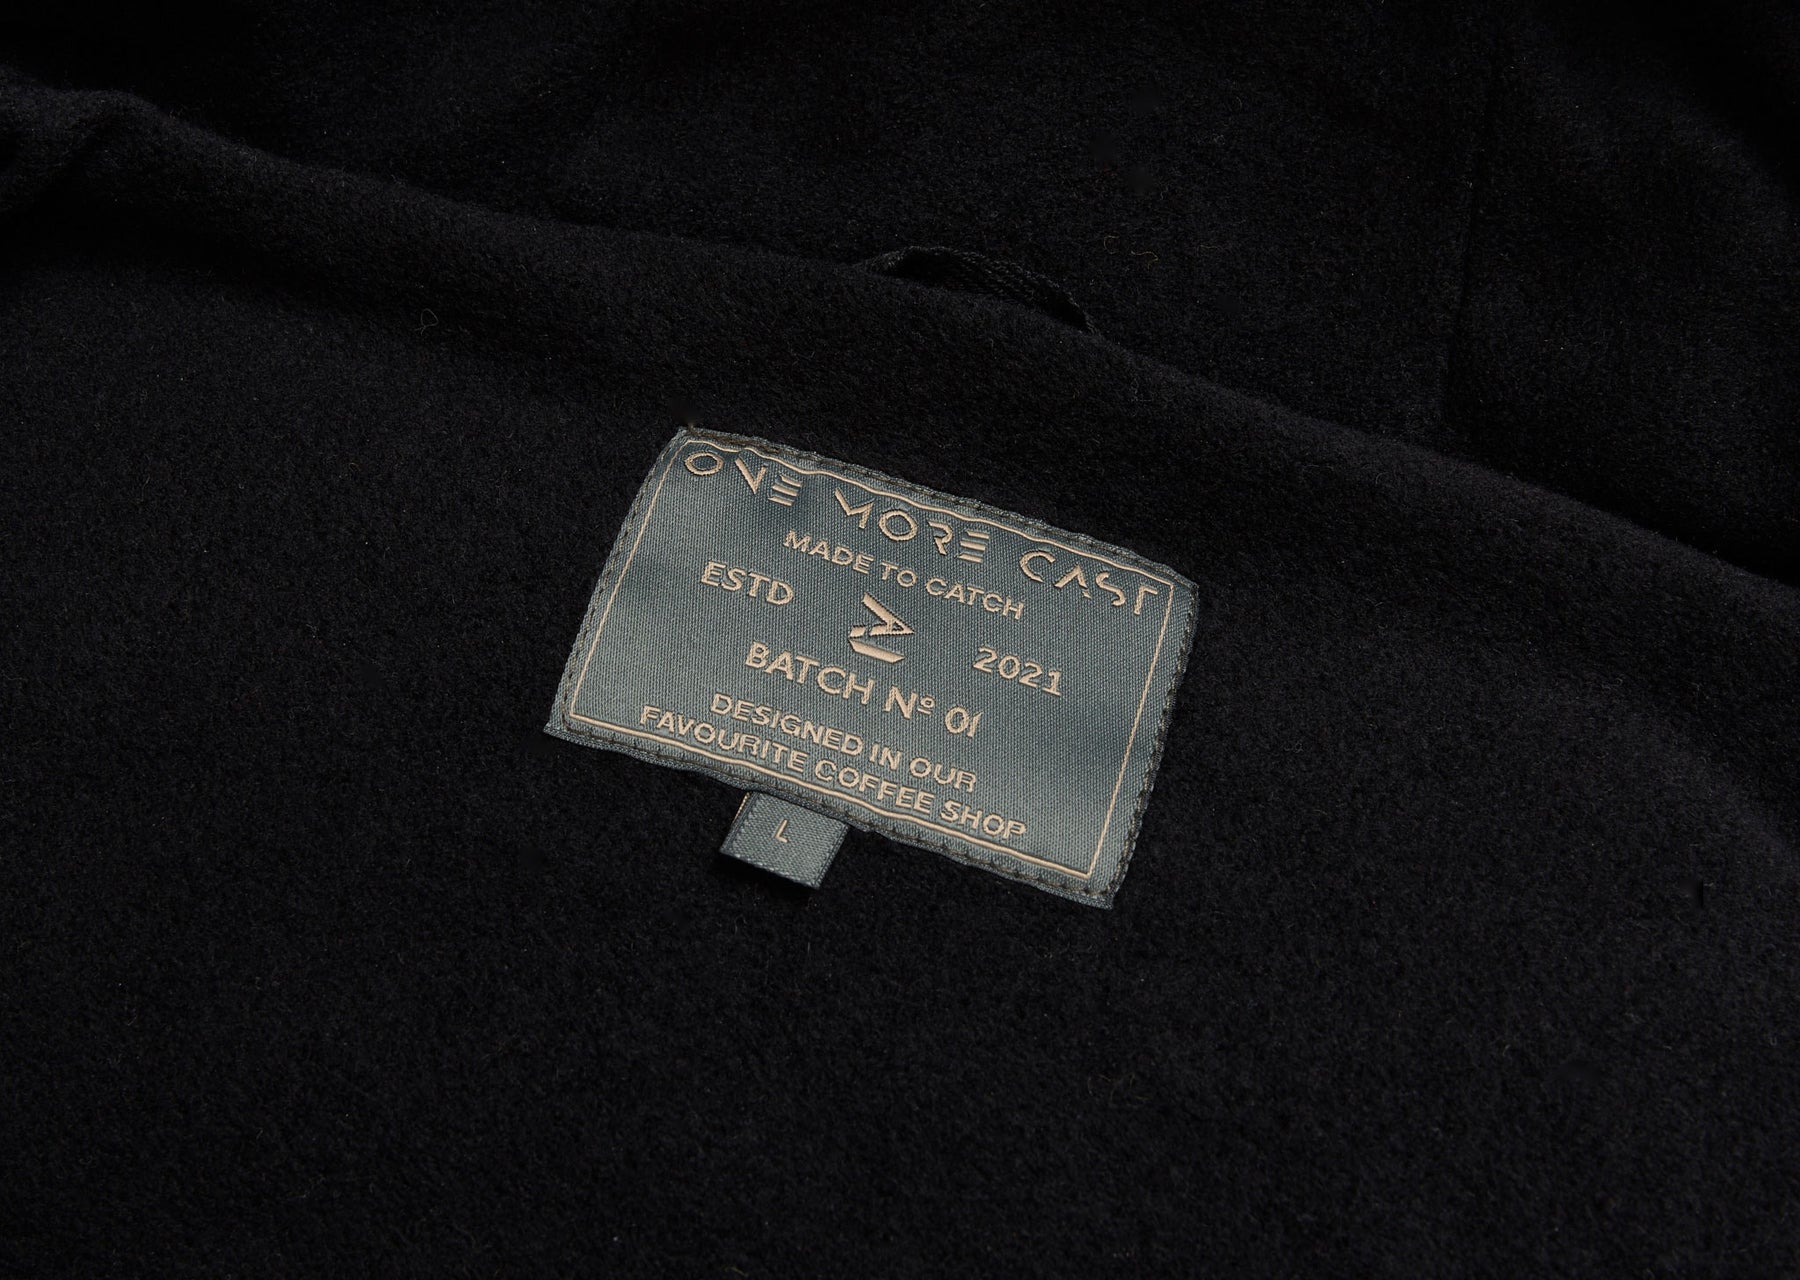 ONE MORE CAST
MADE TO CATCH
ESTD 2021
BATCH Nº 01
DESIGNED IN OUR
FAVOURITE COFFEE SHOP
L